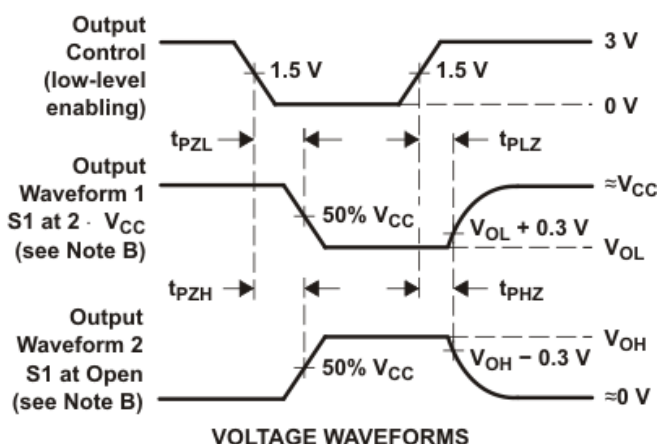 Output
Control
(low-level
enabling)
3 V
1.5 V
1.5 V
0 V
tPZL
tPLZ
Output
Waveform 1
S1 at 2 · VCC
(see Note B)
≈VCC
50% VCC
VOL + 0.3 V
VOL
tPZH
tPHZ
Output
Waveform 2
S1 at Open
(see Note B)
VOH
50% VCC
VOH − 0.3 V
≈0 V
VOLTAGE WAVEFORMS